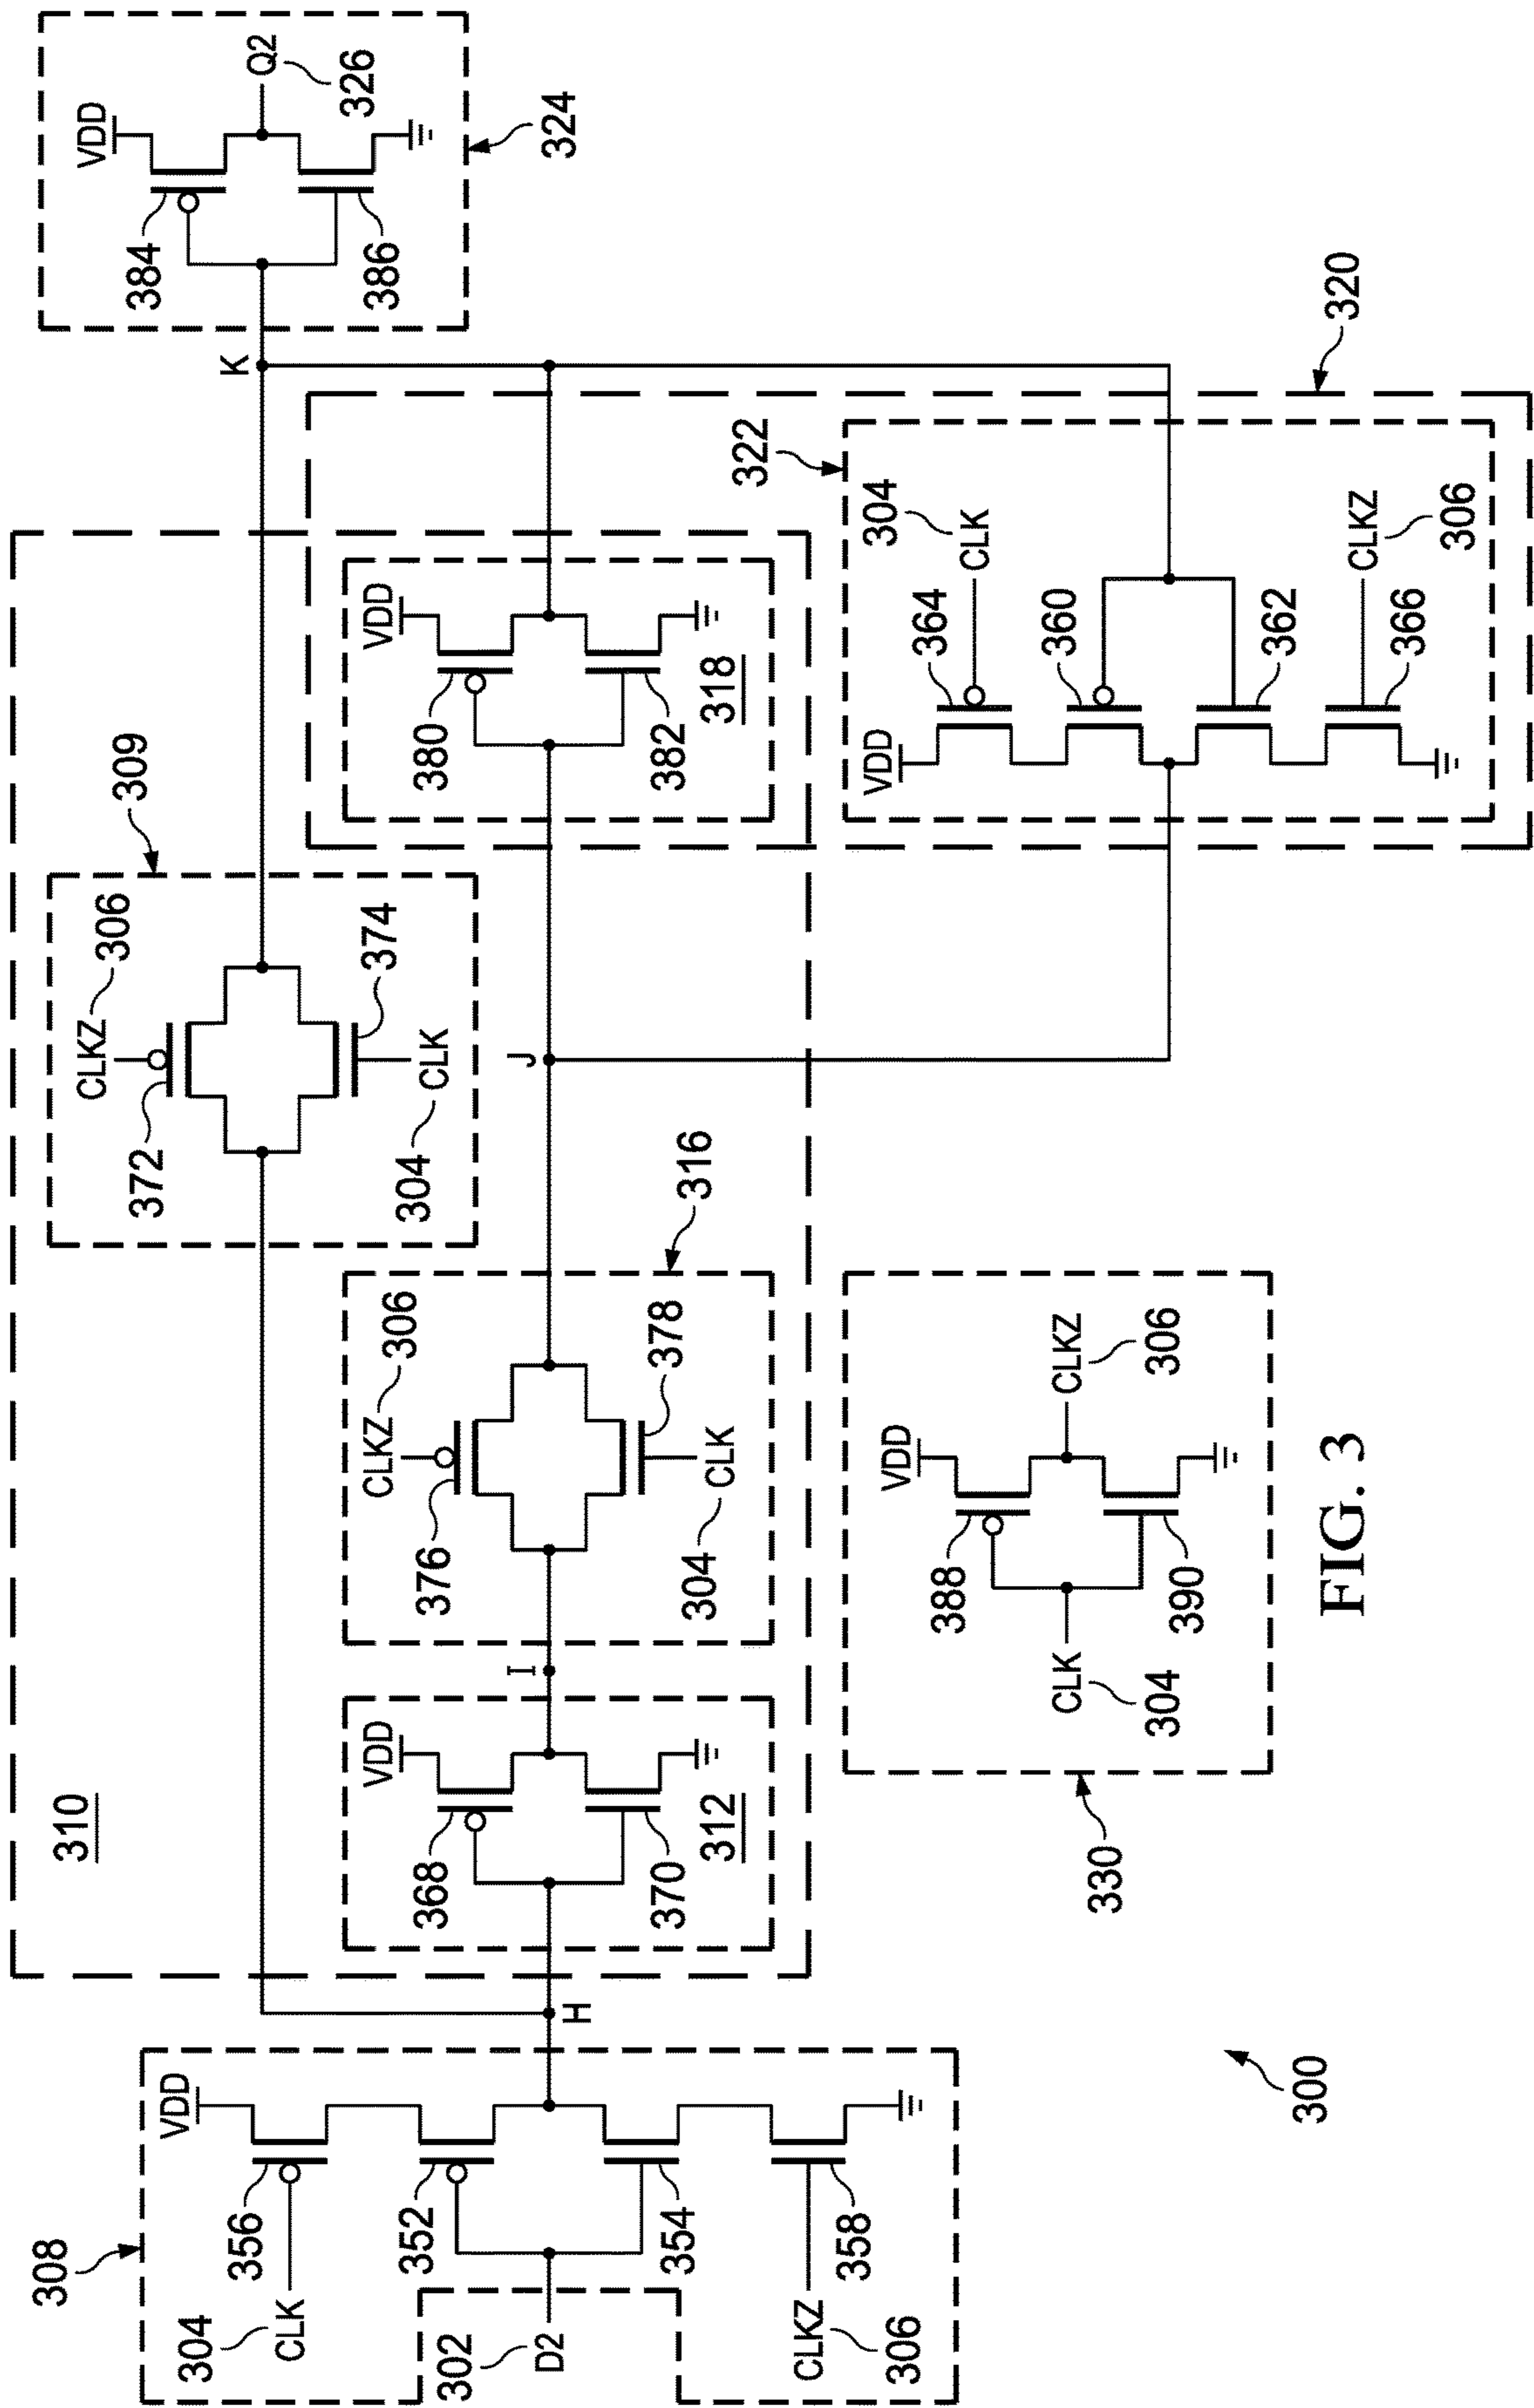 310
308
VDD
356
304
CLK
352
302
D2
354
358
CLKZ
306
H
VDD
368
370
312
I
CLKZ
306
376
378
304
CLK
316
309
CLKZ
306
372
374
304
CLK
J
VDD
380
382
318
K
VDD
384
386
Q2
326
324
320
322
304
CLK
364
VDD
360
362
CLKZ
366
306
330
VDD
388
390
CLK
304
CLKZ
306
300
FIG. 3